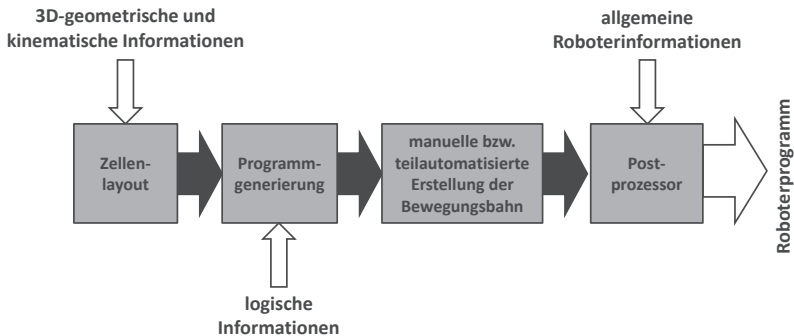 3D-geometrische und
kinematische Informationen
allgemeine
Roboterinformationen
Zellen-
layout
Programm-
generierung
manuelle bzw.
teilautomatisierte
Erstellung der
Bewegungsbahn
Post-
prozessor
Roboterprogramm
logische
Informationen